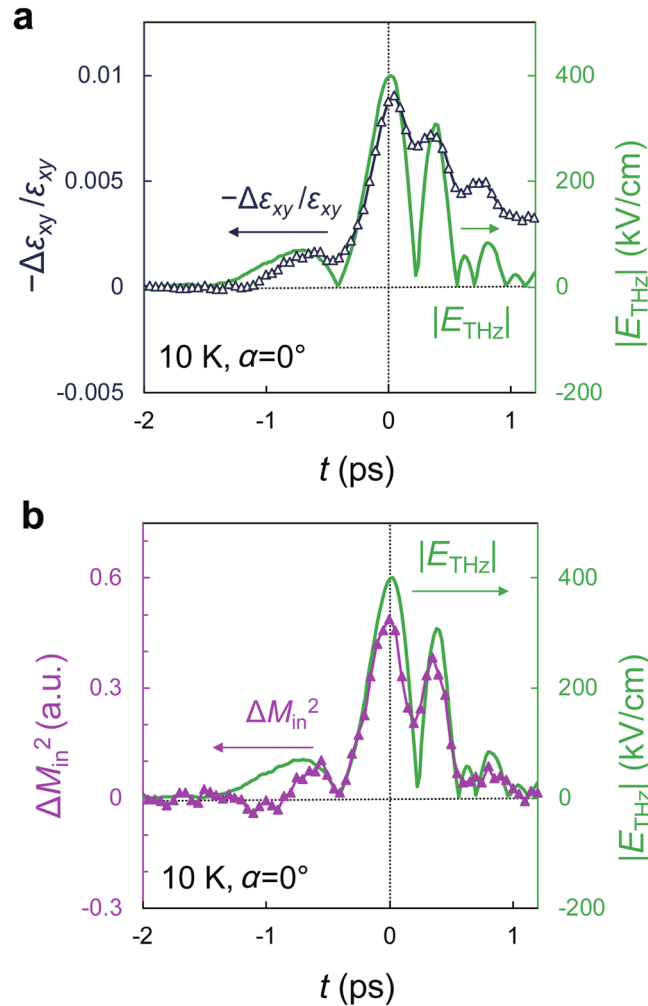 a
0.01
0.005
0
-0.005
−Δεxy/εxy
−Δεxy/εxy
400
200
0
-200
|ETHz| (kV/cm)
|ETHz|
10 K, α=0°
-2
-1
0
1
t (ps)
b
0.6
0.3
0
-0.3
ΔMin² (a.u.)
ΔMin²
|ETHz|
400
200
0
-200
|ETHz| (kV/cm)
10 K, α=0°
-2
-1
0
1
t (ps)